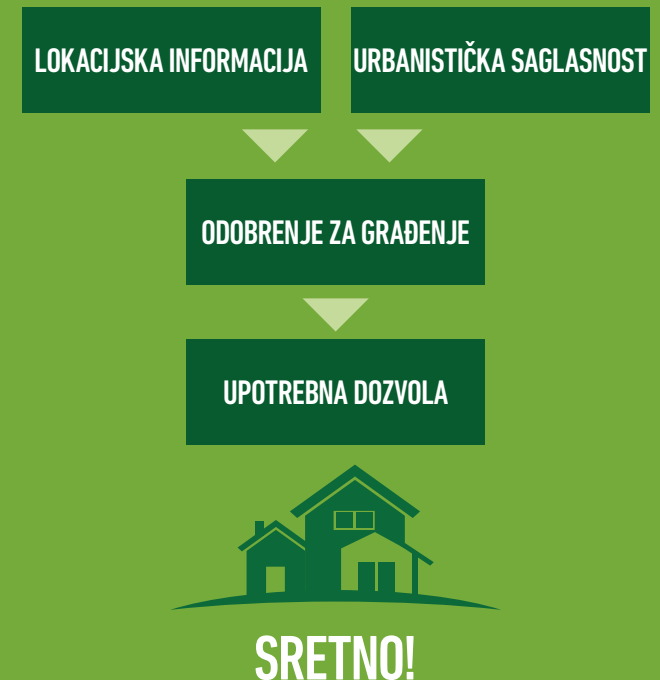 LOKACIJSKA INFORMACIJA
URBANISTIČKA SAGLASNOST
ODOBRENJE ZA GRAĐENJE
UPOTREBNA DOZVOLA
SRETNO!